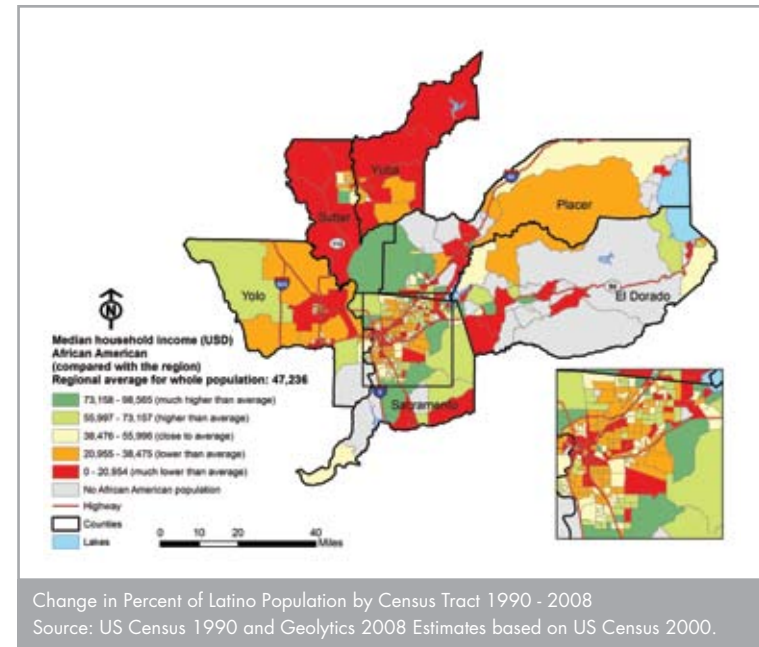 Yuba
Sutter
Placer
Yolo
El Dorado
Sacramento
N
Median household income (USD)
African American
(compared with the region)
Regional average for whole population: 47,236
73,158 - 98,565 (much higher than average)
55,997 - 73,157 (higher than average)
38,476 - 55,996 (close to average)
20,955 - 38,475 (lower than average)
0 - 20,954 (much lower than average)
No African American population
Highway
Counties
Lakes
0 10 20 40
Miles
Change in Percent of Latino Population by Census Tract 1990 - 2008
Source: US Census 1990 and Geolytics 2008 Estimates based on US Census 2000.